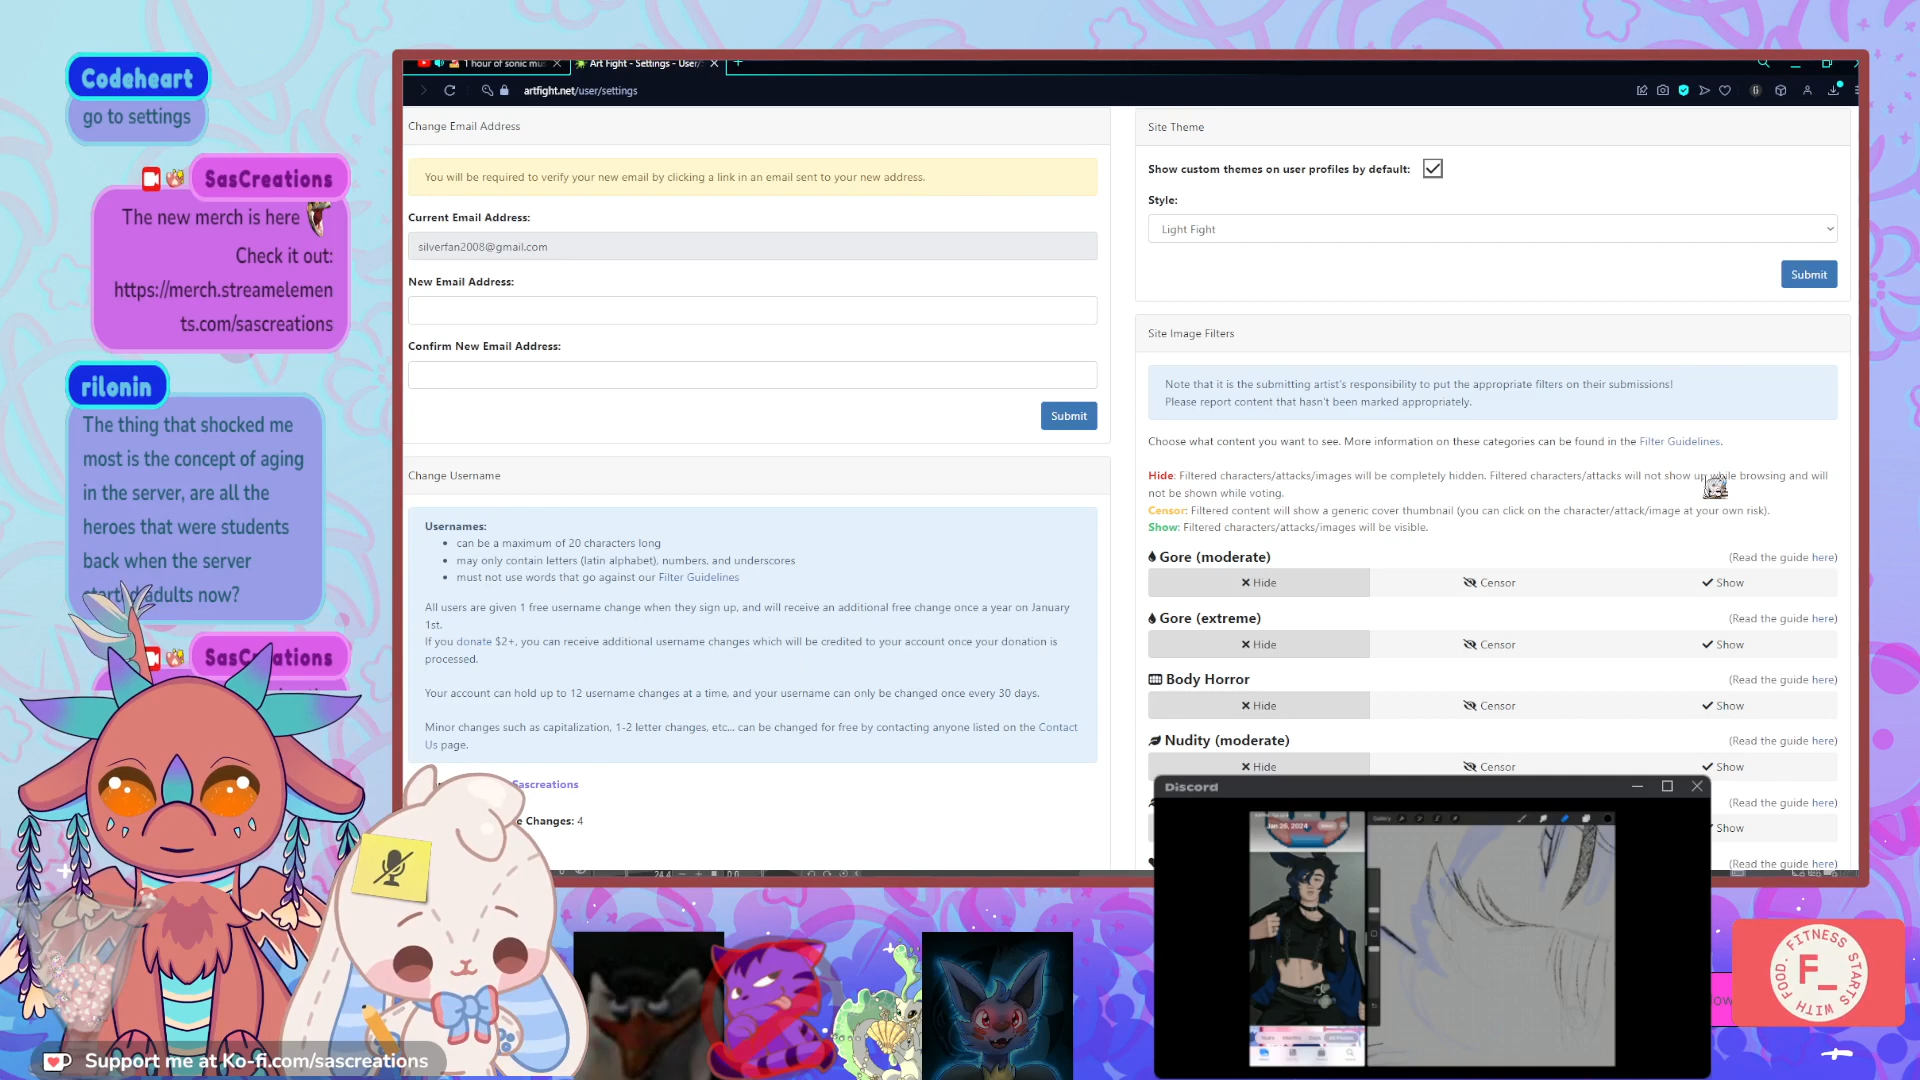 Codeheart
go to settings
SasCreations
The new merch is here
Check it out:
https://merch.streamelemen
ts.com/sascreations
rilonin
The thing that shocked me
most is the concept of aging
in the server, are all the
heroes that were students
back when the server
started adults now?
SasCreations
Support me at Ko-fi.com/sascreations
1 hour of sonic mus
Art Fight - Settings - User/S
artfight.net/user/settings
Change Email Address
You will be required to verify your new email by clicking a link in an email sent to your new address.
Current Email Address:
silverfan2008@gmail.com
New Email Address:
Confirm New Email Address:
Submit
Change Username
Usernames:
can be a maximum of 20 characters long
may only contain letters (latin alphabet), numbers, and underscores
must not use words that go against our Filter Guidelines
All users are given 1 free username change when they sign up, and will receive an additional free change once a year on January
1st.
If you donate $2+, you can receive additional username changes which will be credited to your account once your donation is
processed.
Your account can hold up to 12 username changes at a time, and your username can only be changed once every 30 days.
Minor changes such as capitalization, 1-2 letter changes, etc... can be changed for free by contacting anyone listed on the Contact
Us page.
Sascreations
Changes: 4
Site Theme
Show custom themes on user profiles by default:
Style:
Light Fight
Submit
Site Image Filters
Note that it is the submitting artist's responsibility to put the appropriate filters on their submissions!
Please report content that hasn't been marked appropriately.
Choose what content you want to see. More information on these categories can be found in the Filter Guidelines.
Hide: Filtered characters/attacks/images will be completely hidden. Filtered characters/attacks will not show up while browsing and will
not be shown while voting.
Censor: Filtered content will show a generic cover thumbnail (you can click on the character/attack/image at your own risk).
Show: Filtered characters/attacks/images will be visible.
Gore (moderate) (Read the guide here)
Hide Censor Show
Gore (extreme) (Read the guide here)
Hide Censor Show
Body Horror (Read the guide here)
Hide Censor Show
Nudity (moderate) (Read the guide here)
Hide Censor Show
(Read the guide here)
Show
(Read the guide here)
Discord
Jan 26, 2024
Gallery
24.4
0.0
FITNESS STARTS WITH FOOD.
F_